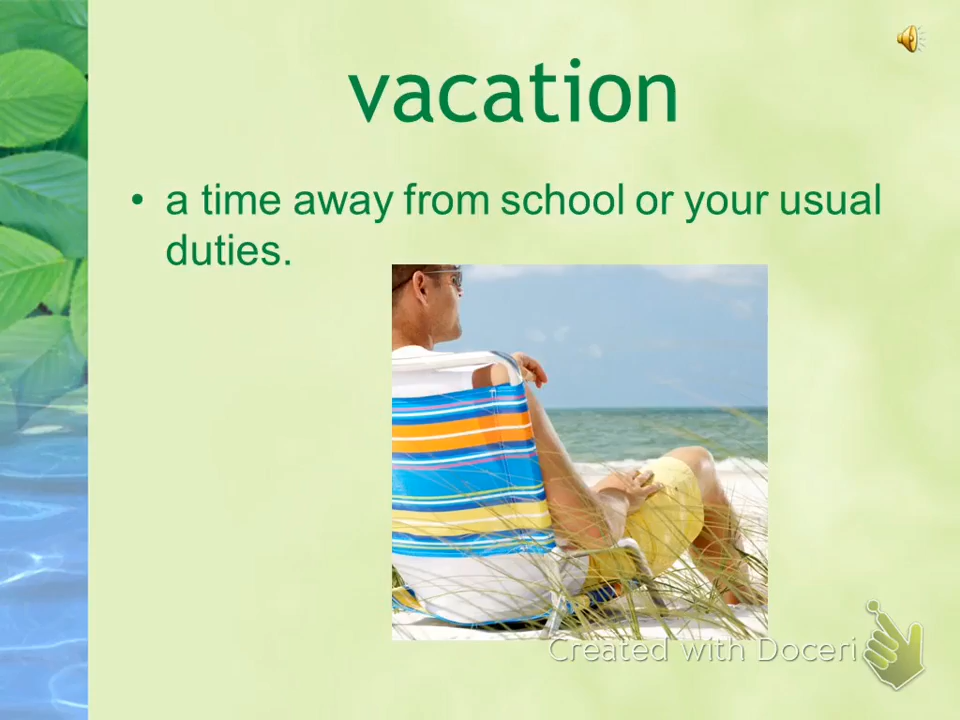 vacation
• a time away from school or your usual
duties.
Created with Doceri